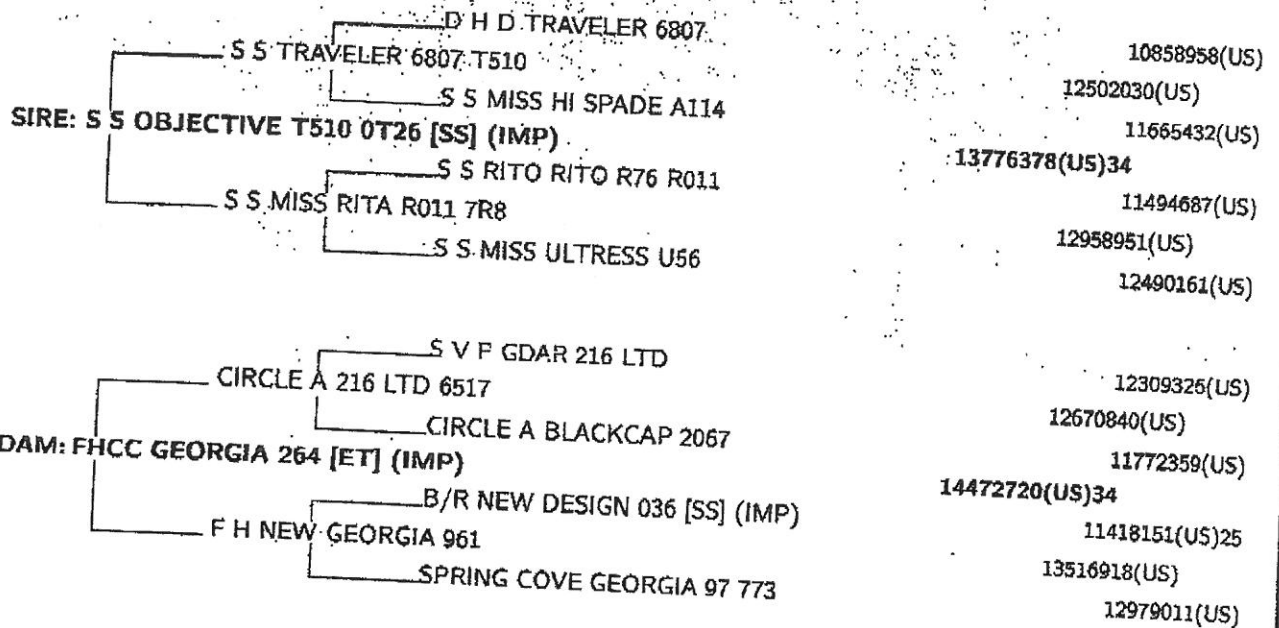 D H D TRAVELER 6807
10858958(US)
S S TRAVELER 6807 T510
12502030(US)
S S MISS HI SPADE A114
11665432(US)
SIRE: S S OBJECTIVE T510 0T26 [SS] (IMP)
13776378(US)34
S S RITO RITO R76 R011
11494687(US)
S S MISS RITA R011 7R8
12958951(US)
S S MISS ULTRESS U56
12490161(US)
S V F GDAR 216 LTD
12309326(US)
CIRCLE A 216 LTD 6517
12670840(US)
CIRCLE A BLACKCAP 2067
11772359(US)
DAM: FHCC GEORGIA 264 [ET] (IMP)
14472720(US)34
B/R NEW DESIGN 036 [SS] (IMP)
11418151(US)25
F H NEW GEORGIA 961
13516918(US)
SPRING COVE GEORGIA 97 773
12979011(US)